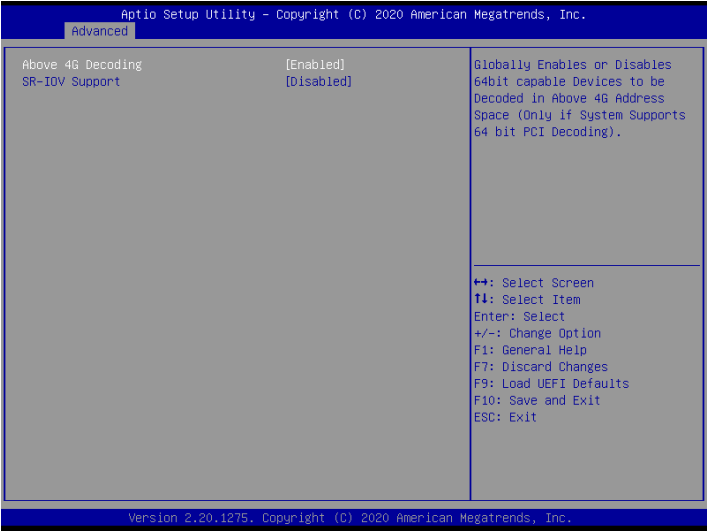 Aptio Setup Utility – Copyright (C) 2020 American Megatrends, Inc.
Advanced
Above 4G Decoding [Enabled]
SR-IOV Support [Disabled]
Globally Enables or Disables
64bit capable Devices to be
Decoded in Above 4G Address
Space (Only if System Supports
64 bit PCI Decoding).
↔: Select Screen
↑↓: Select Item
Enter: Select
+/-: Change Option
F1: General Help
F7: Discard Changes
F9: Load UEFI Defaults
F10: Save and Exit
ESC: Exit
Version 2.20.1275. Copyright (C) 2020 American Megatrends, Inc.